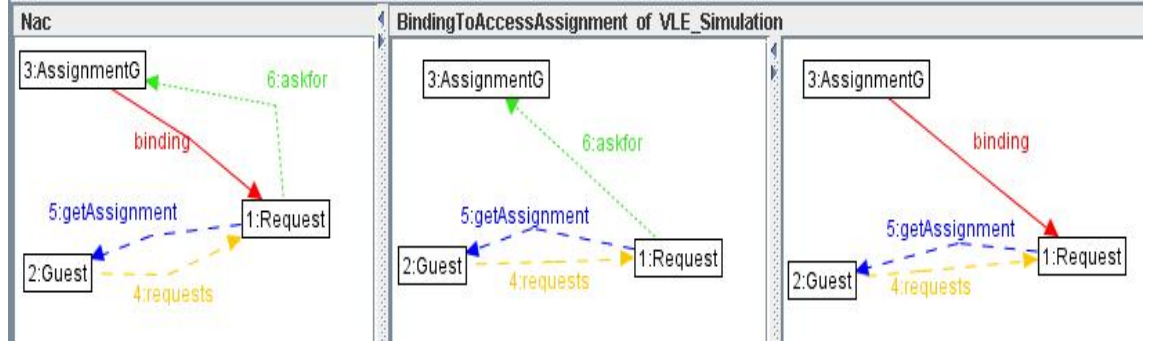 Nac
3:AssignmentG
6:askfor
binding
5:getAssignment
1:Request
2:Guest
4:requests
BindingToAccessAssignment of VLE_Simulation
3:AssignmentG
6:askfor
5:getAssignment
1:Request
2:Guest
4:requests
3:AssignmentG
binding
5:getAssignment
1:Request
2:Guest
4:requests